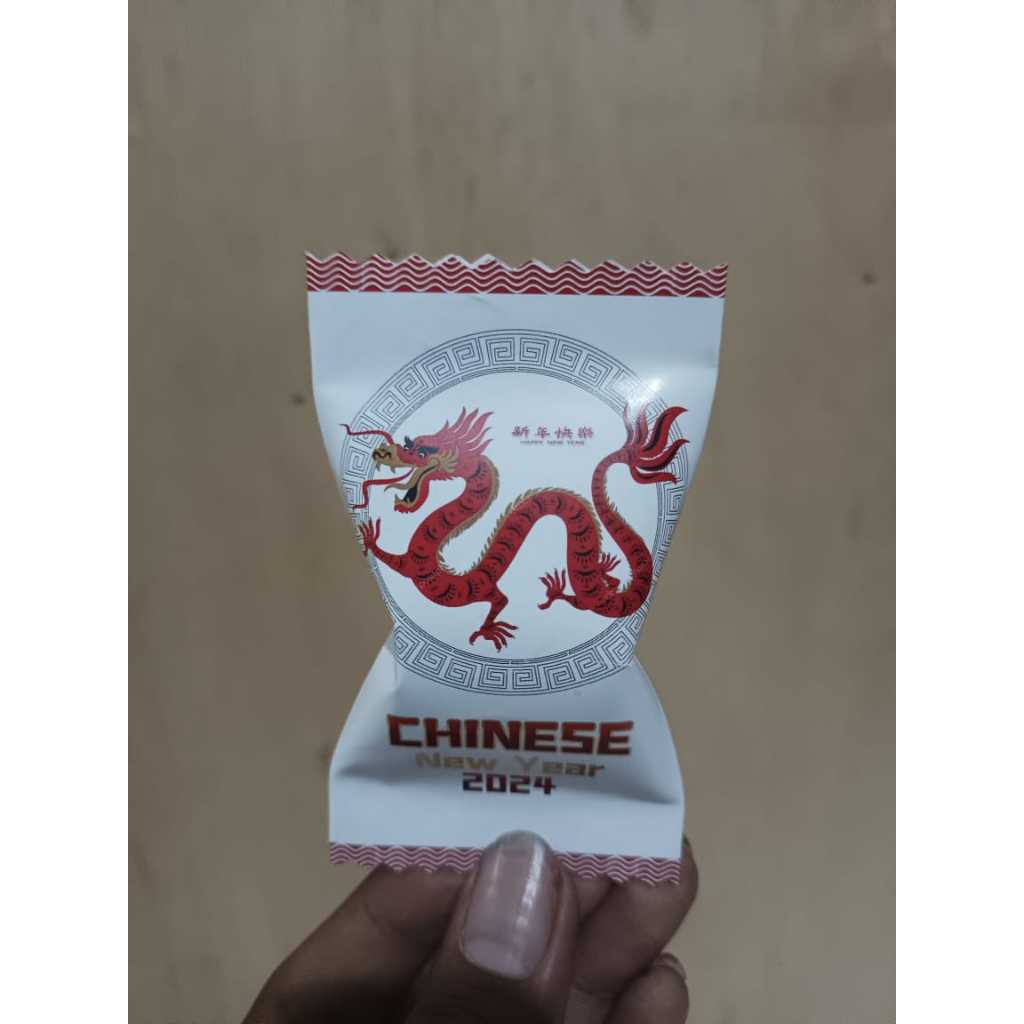 新年快樂
HAPPY NEW YEAR
CHINESE
New Year
2024